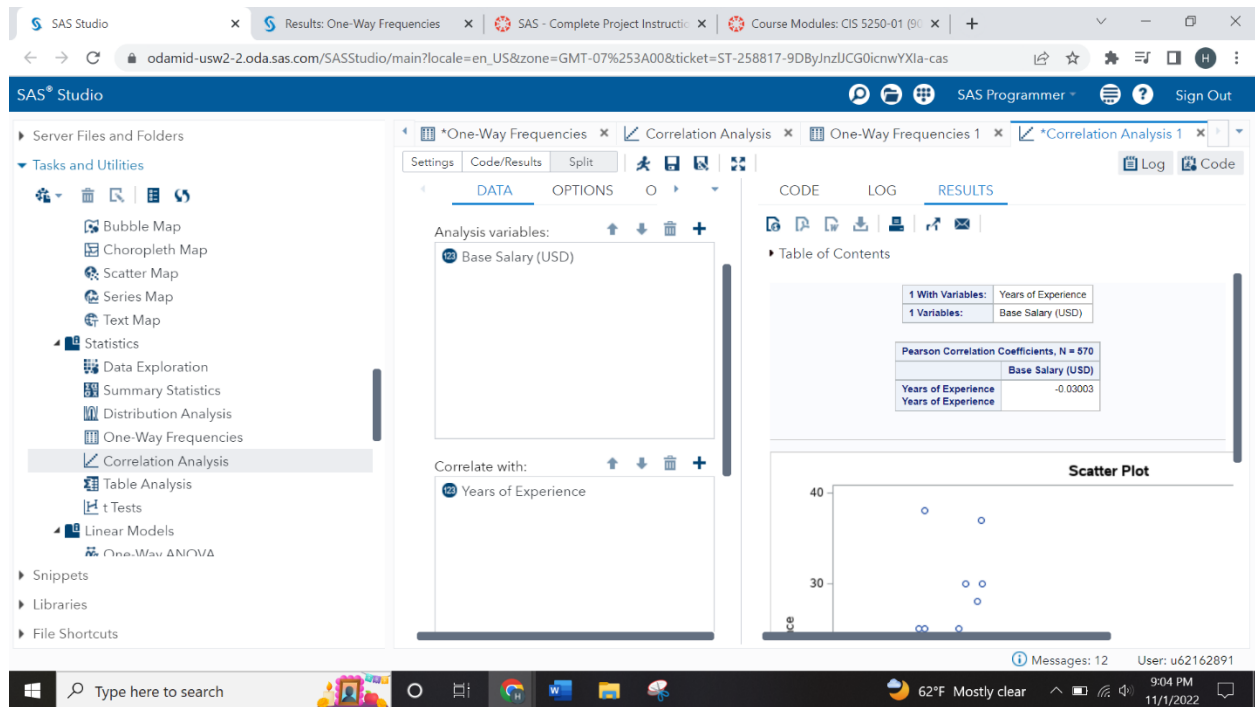 SAS Studio
Results: One-Way Frequencies
SAS - Complete Project Instructio
Course Modules: CIS 5250-01 (90
odamid-usw2-2.oda.sas.com/SASStudio/main?locale=en_US&zone=GMT-07%253A00&ticket=ST-258817-9DByJnzlJCG0icnwYXIa-cas
H
SAS® Studio
SAS Programmer
Sign Out
Server Files and Folders
Tasks and Utilities
Bubble Map
Choropleth Map
Scatter Map
Series Map
Text Map
Statistics
Data Exploration
Summary Statistics
Distribution Analysis
One-Way Frequencies
Correlation Analysis
Table Analysis
t Tests
Linear Models
One-Way ANOVA
Snippets
Libraries
File Shortcuts
*One-Way Frequencies
Correlation Analysis
One-Way Frequencies 1
*Correlation Analysis 1
Settings
Code/Results
Split
Log
Code
DATA
OPTIONS
O
Analysis variables:
123 Base Salary (USD)
Correlate with:
123 Years of Experience
CODE
LOG
RESULTS
Table of Contents
1 With Variables: Years of Experience
1 Variables: Base Salary (USD)
Pearson Correlation Coefficients, N = 570
Base Salary (USD)
Years of Experience -0.03003
Years of Experience
Scatter Plot
40
30
nce
Messages: 12
User: u62162891
Type here to search
62°F Mostly clear
9:04 PM
11/1/2022